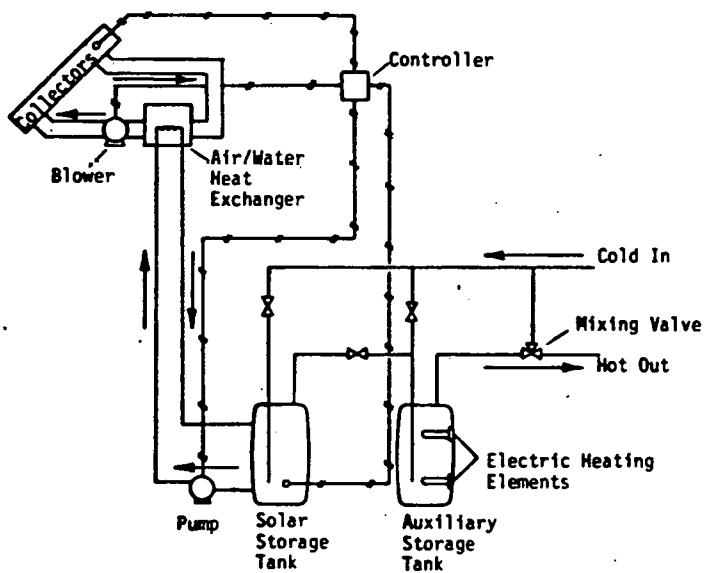 Controller
Collectors
Blower
Air/Water
Heat
Exchanger
Cold In
Mixing Valve
Hot Out
Electric Heating
Elements
Pump
Solar
Storage
Tank
Auxiliary
Storage
Tank